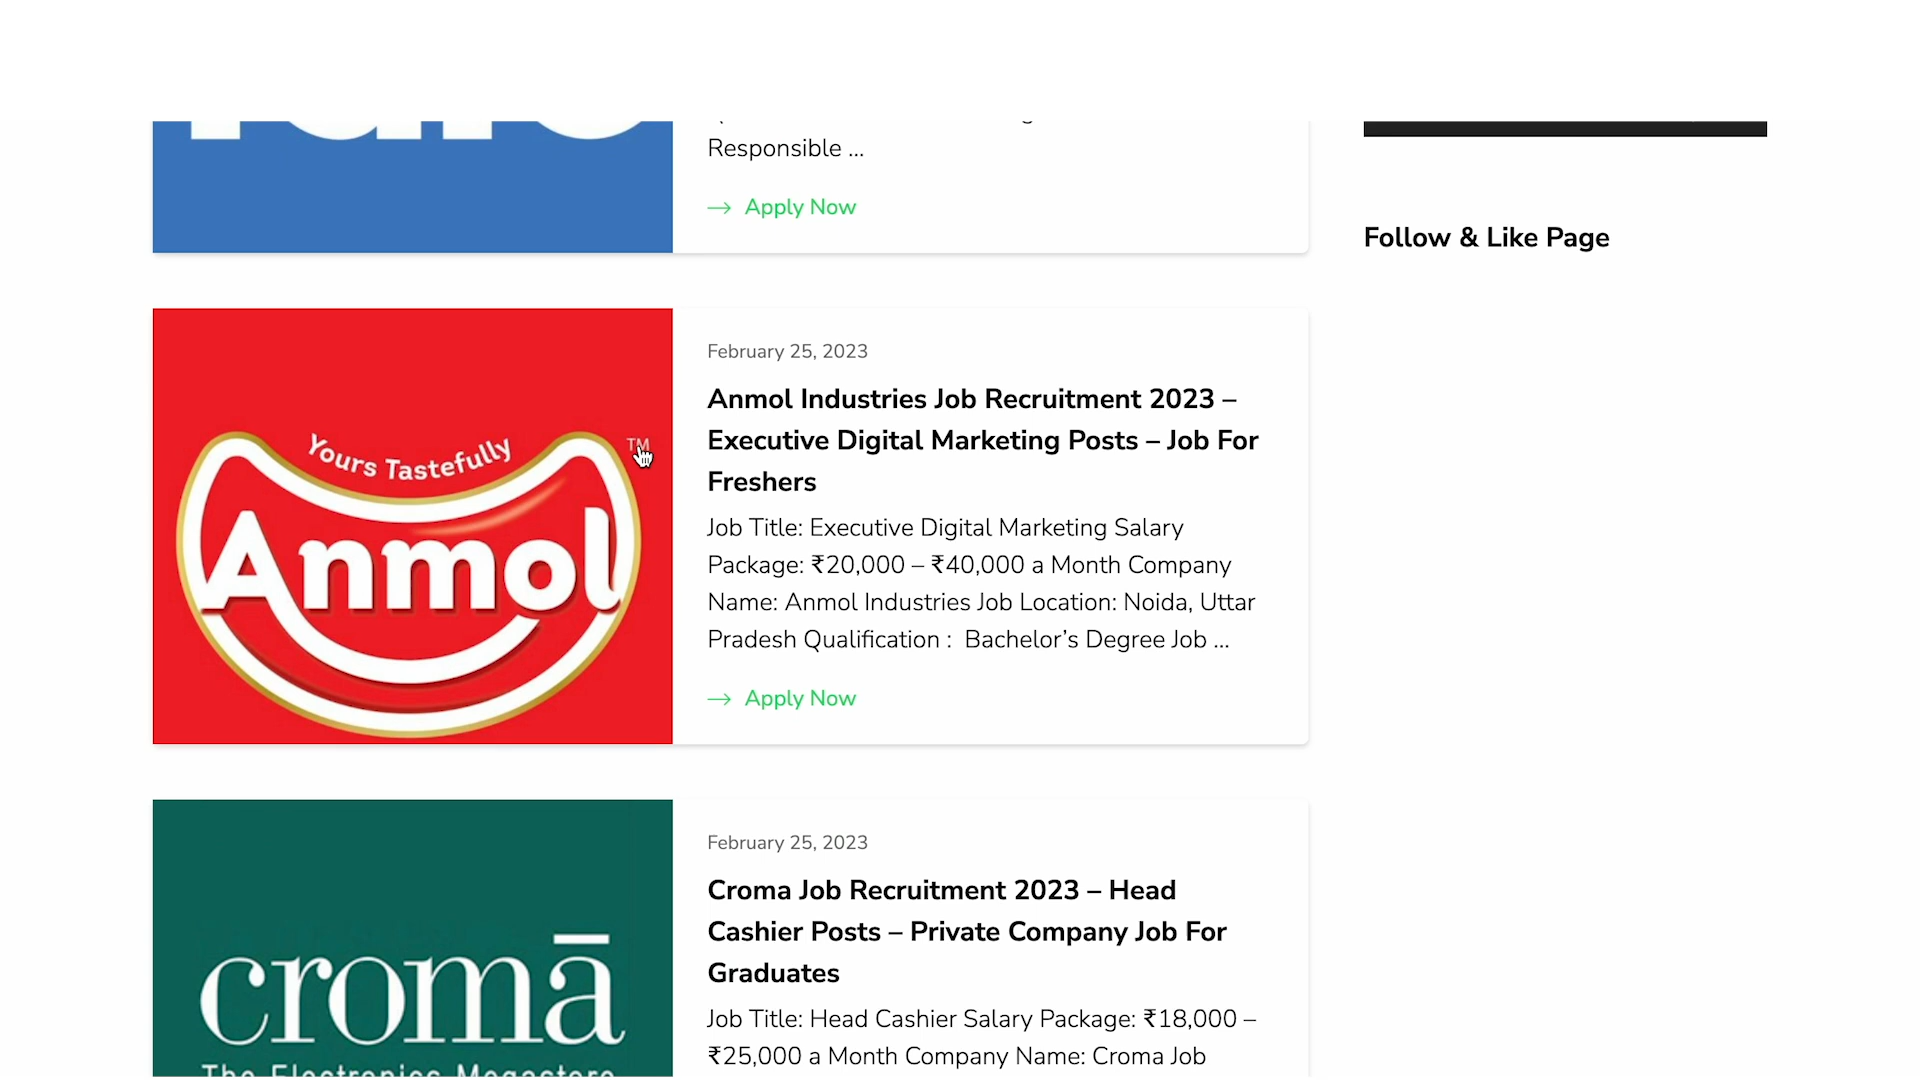 Responsible ...
→ Apply Now
Follow & Like Page
Yours Tastefully
TM
Anmol
February 25, 2023
Anmol Industries Job Recruitment 2023 –
Executive Digital Marketing Posts – Job For
Freshers
Job Title: Executive Digital Marketing Salary
Package: ₹20,000 – ₹40,000 a Month Company
Name: Anmol Industries Job Location: Noida, Uttar
Pradesh Qualification :  Bachelor’s Degree Job ...
→ Apply Now
cromā
The Electronics Megastore
February 25, 2023
Croma Job Recruitment 2023 – Head
Cashier Posts – Private Company Job For
Graduates
Job Title: Head Cashier Salary Package: ₹18,000 –
₹25,000 a Month Company Name: Croma Job